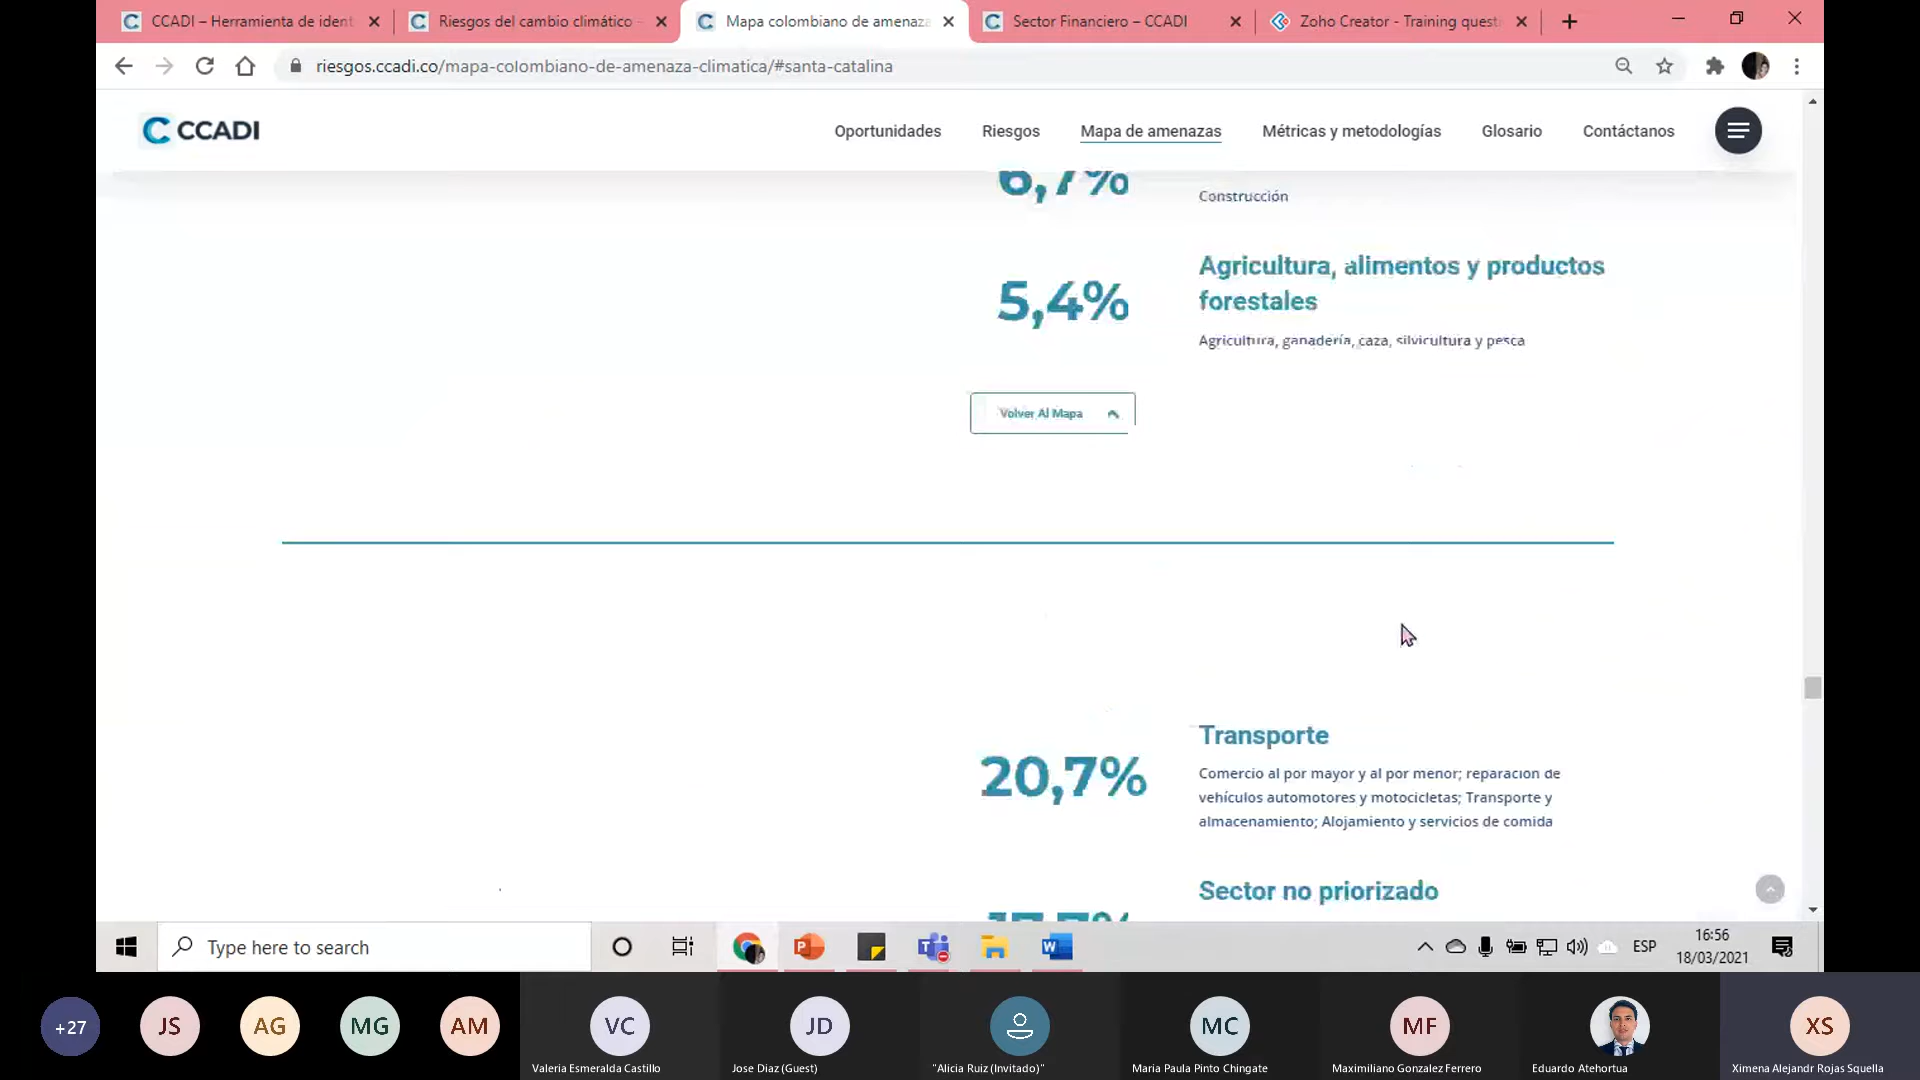 CCADI – Herramienta de ident
Riesgos del cambio climático –
Mapa colombiano de amenaza
Sector Financiero – CCADI
Zoho Creator - Training quest
riesgos.ccadi.co/mapa-colombiano-de-amenaza-climatica/#santa-catalina
CCADI
Oportunidades
Riesgos
Mapa de amenazas
Métricas y metodologías
Glosario
Contáctanos
6,7%
Construcción
5,4%
Agricultura, alimentos y productos
forestales
Agricultura, ganadería, caza, silvicultura y pesca
Volver Al Mapa
20,7%
Transporte
Comercio al por mayor y al por menor; reparación de
vehículos automotores y motocicletas; Transporte y
almacenamiento; Alojamiento y servicios de comida
Sector no priorizado
Type here to search
ESP
16:56
18/03/2021
+27
JS
AG
MG
AM
VC
JD
MC
MF
XS
Valeria Esmeralda Castillo
Jose Diaz (Guest)
"Alicia Ruiz (Invitado)"
Maria Paula Pinto Chingate
Maximiliano Gonzalez Ferrero
Eduardo Atehortua
Ximena Alejandr Rojas Squella